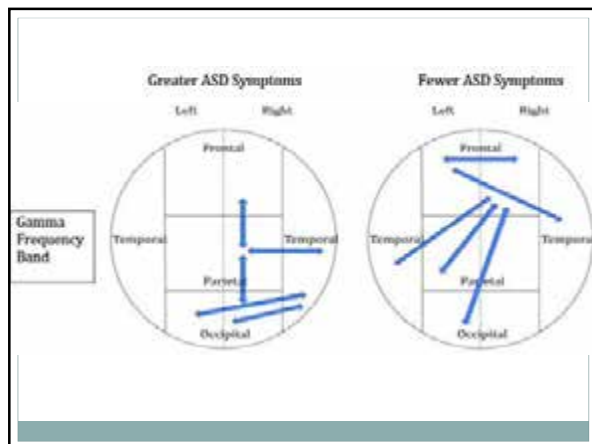 Greater ASD Symptoms
Fewer ASD Symptoms
Left
Right
Left
Right
Frontal
Frontal
Gamma
Frequency
Band
Temporal
Temporal
Temporal
Temporal
Parietal
Parietal
Occipital
Occipital